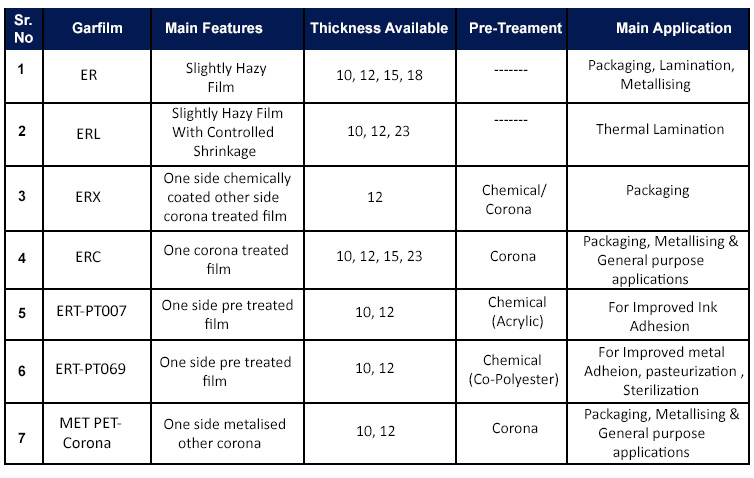 Sr. No Garfilm Main Features Thickness Available Pre-Treament Main Application
1 ER Slightly Hazy Film 10, 12, 15, 18 ------- Packaging, Lamination, Metallising
2 ERL Slightly Hazy Film With Controlled Shrinkage 10, 12, 23 ------- Thermal Lamination
3 ERX One side chemically coated other side corona treated film 12 Chemical/ Corona Packaging
4 ERC One corona treated film 10, 12, 15, 23 Corona Packaging, Metallising & General purpose applications
5 ERT-PT007 One side pre treated film 10, 12 Chemical (Acrylic) For Improved Ink Adhesion
6 ERT-PT069 One side pre treated film 10, 12 Chemical (Co-Polyester) For Improved metal Adheion, pasteurization , Sterilization
7 MET PET- Corona One side metalised other corona 10, 12 Corona Packaging, Metallising & General purpose applications